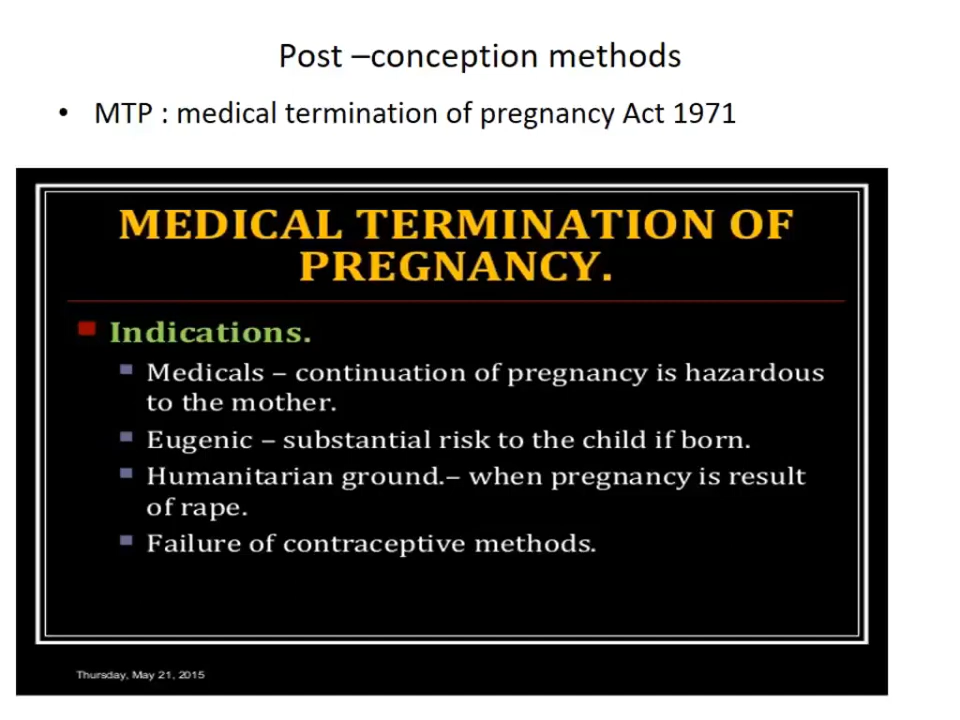 Post –conception methods
• MTP : medical termination of pregnancy Act 1971
MEDICAL TERMINATION OF
PREGNANCY.
Indications.
Medicals – continuation of pregnancy is hazardous
to the mother.
Eugenic – substantial risk to the child if born.
Humanitarian ground.– when pregnancy is result
of rape.
Failure of contraceptive methods.
Thursday, May 21, 2015